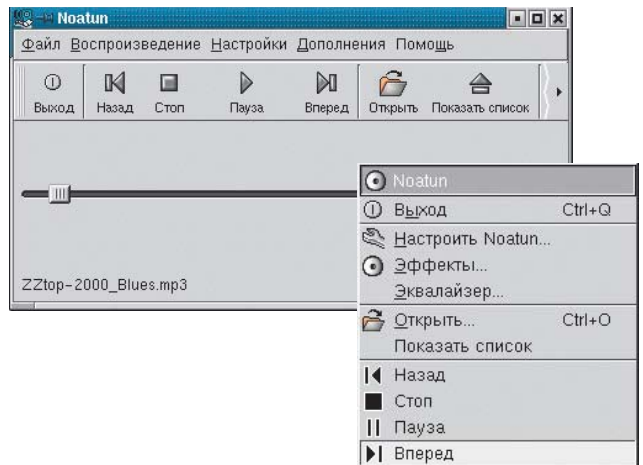 Noatun
Файл Воспроизведение Настройки Дополнения Помощь
Выход Назад Стоп Пауза Вперед Открыть Показать список
ZZtop-2000_Blues.mp3
Noatun
Выход Ctrl+Q
Настроить Noatun...
Эффекты...
Эквалайзер...
Открыть... Ctrl+O
Показать список
Назад
Стоп
Пауза
Вперед